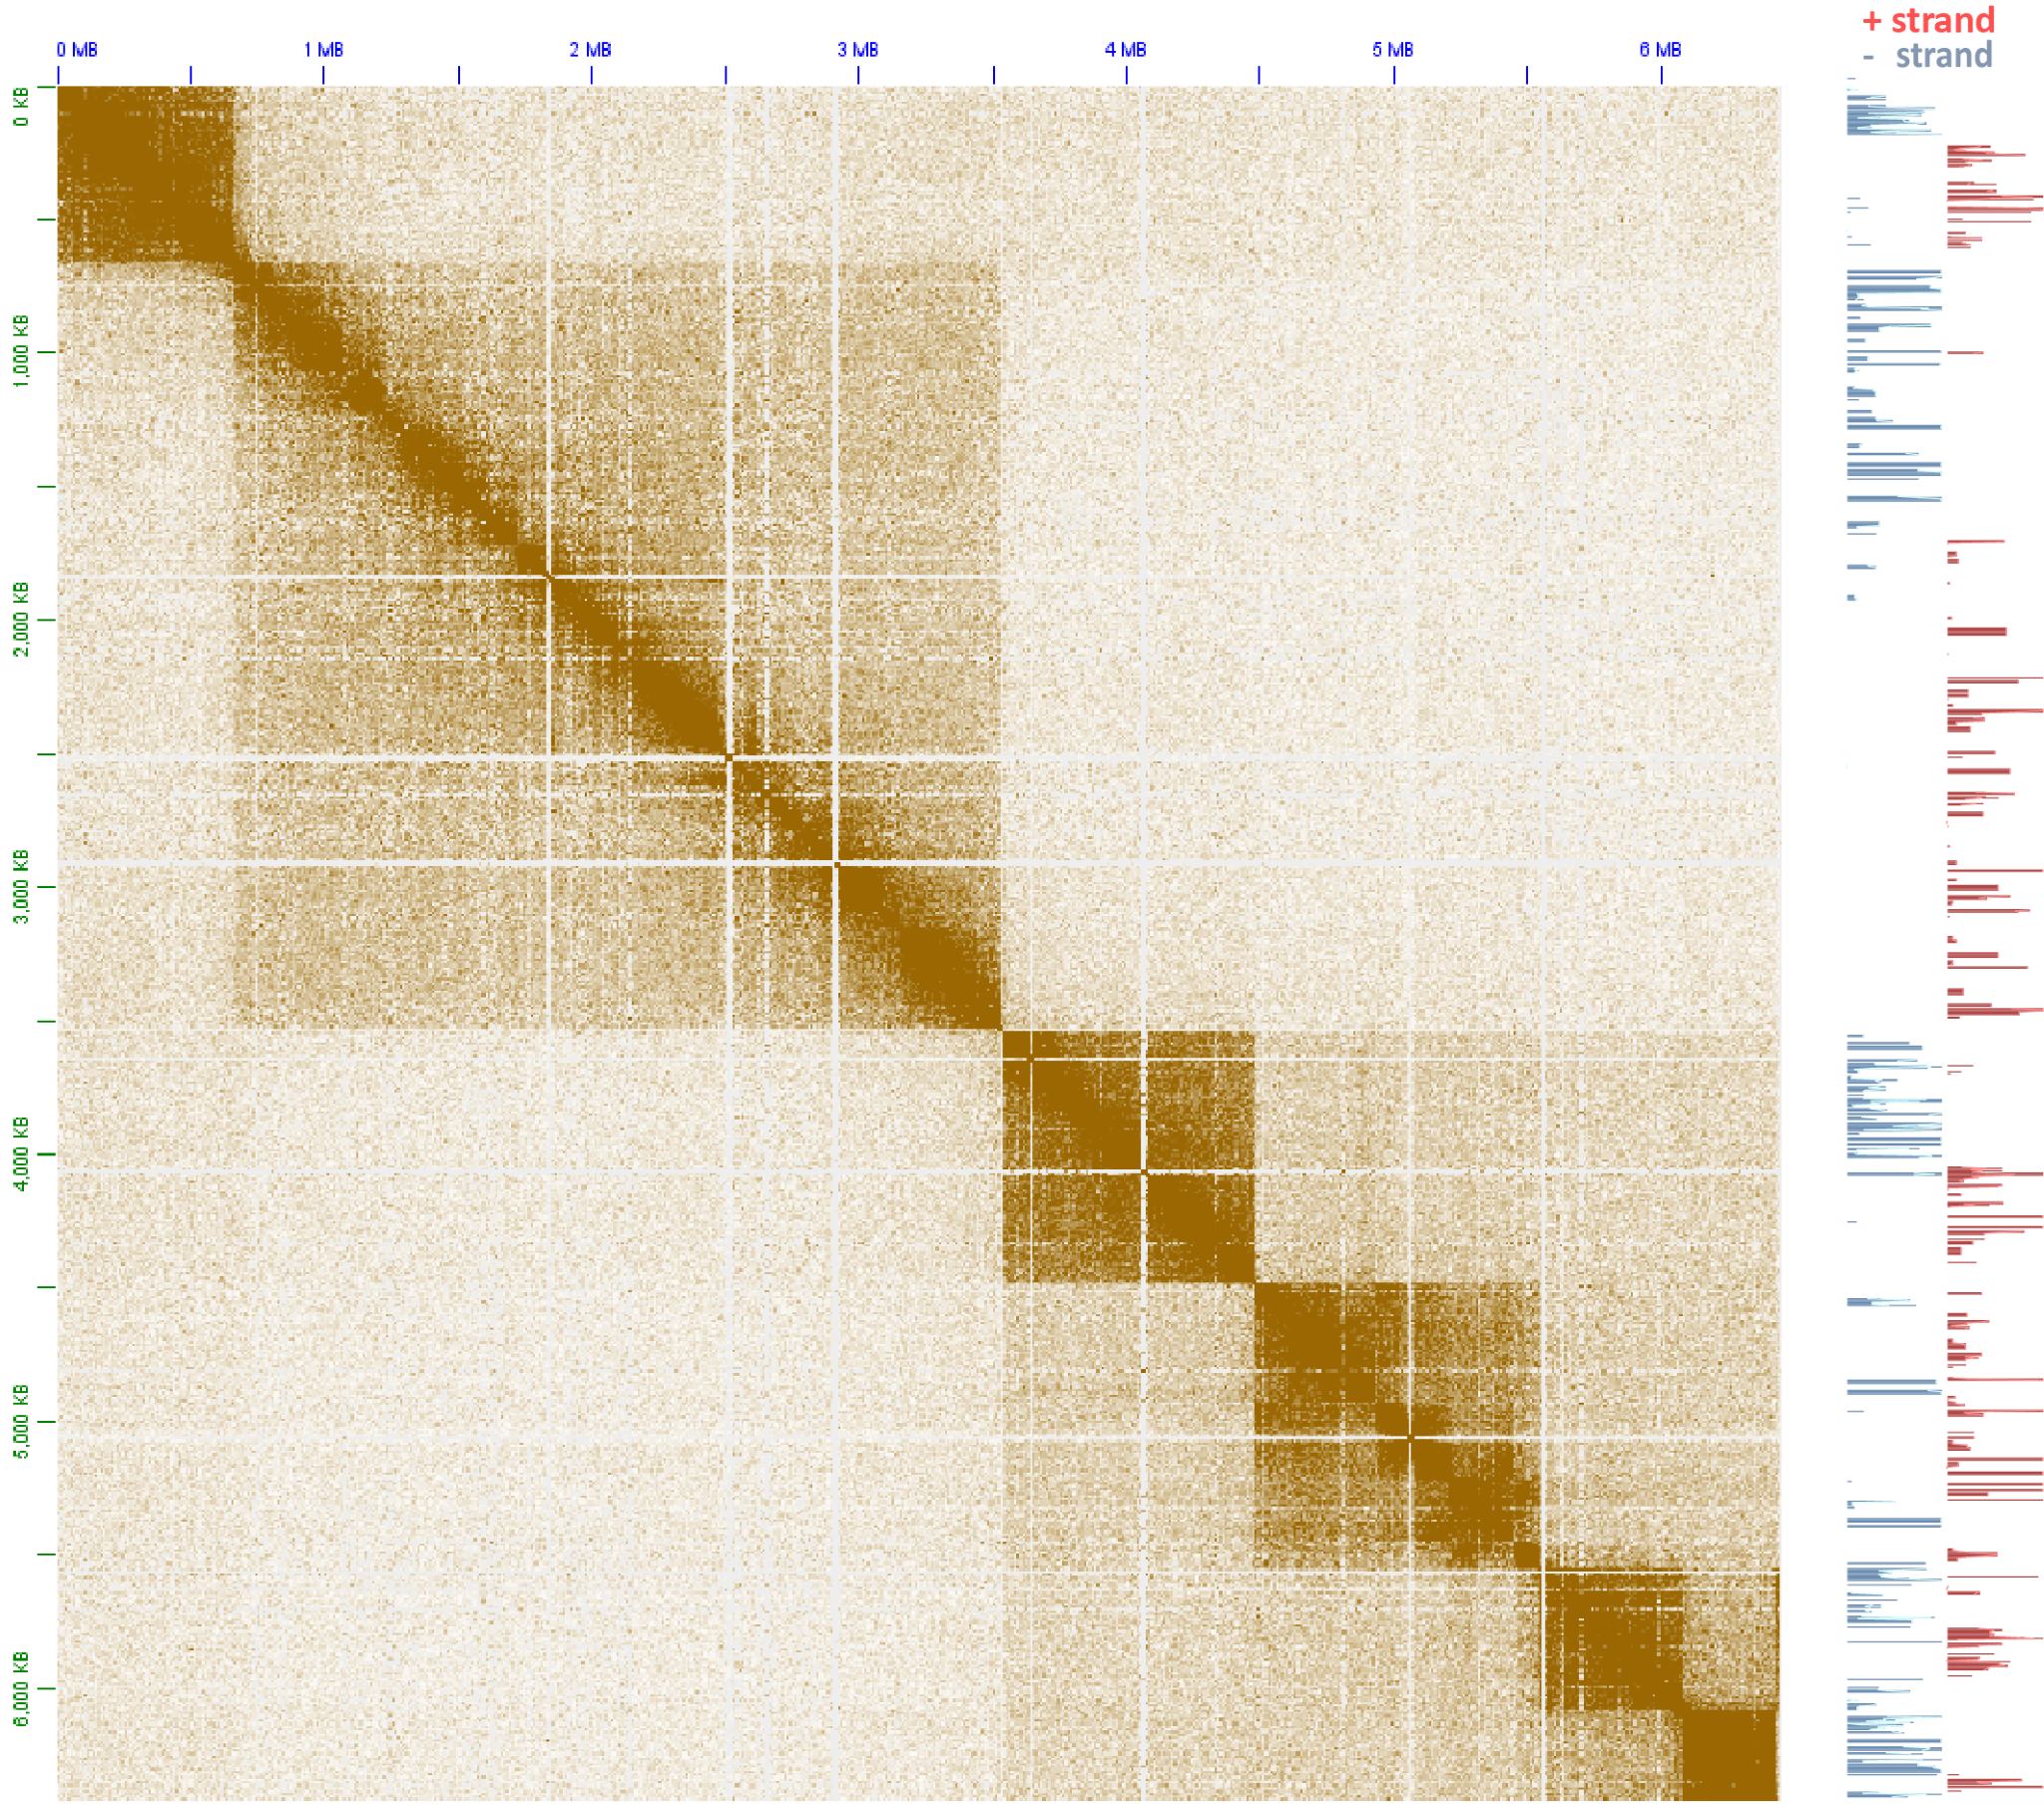 + strand
- strand
0 MB 1 MB 2 MB 3 MB 4 MB 5 MB 6 MB
0 KB
1,000 KB
2,000 KB
3,000 KB
4,000 KB
5,000 KB
6,000 KB